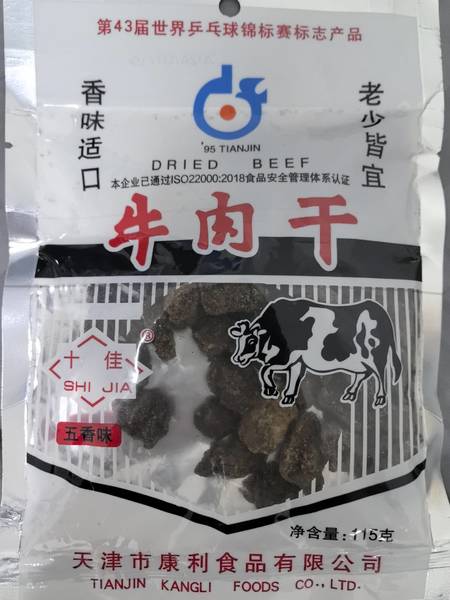 第43届世界乒乓球锦标赛标志产品
香味适口
老少皆宜
'95 TIANJIN
DRIED BEEF
本企业已通过ISO22000:2018食品安全管理体系认证
牛肉干
十佳
®
SHI JIA
五香味
净含量:115克
天津市康利食品有限公司
TIANJIN KANGLI FOODS CO.,LTD.